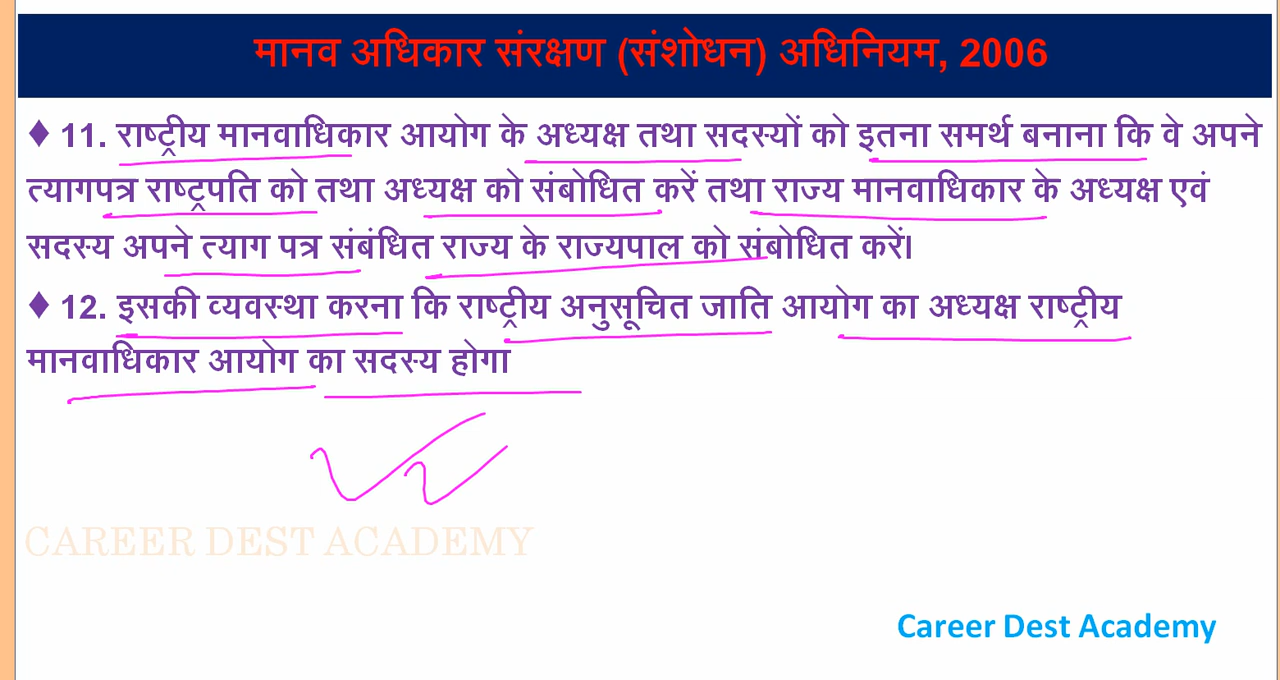 मानव अधिकार संरक्षण (संशोधन) अधिनियम, 2006
♦ 11. राष्ट्रीय मानवाधिकार आयोग के अध्यक्ष तथा सदस्यों को इतना समर्थ बनाना कि वे अपने
त्यागपत्र राष्ट्रपति को तथा अध्यक्ष को संबोधित करें तथा राज्य मानवाधिकार के अध्यक्ष एवं
सदस्य अपने त्याग पत्र संबंधित राज्य के राज्यपाल को संबोधित करें।
♦ 12. इसकी व्यवस्था करना कि राष्ट्रीय अनुसूचित जाति आयोग का अध्यक्ष राष्ट्रीय
मानवाधिकार आयोग का सदस्य होगा
CAREER DEST ACADEMY
Career Dest Academy